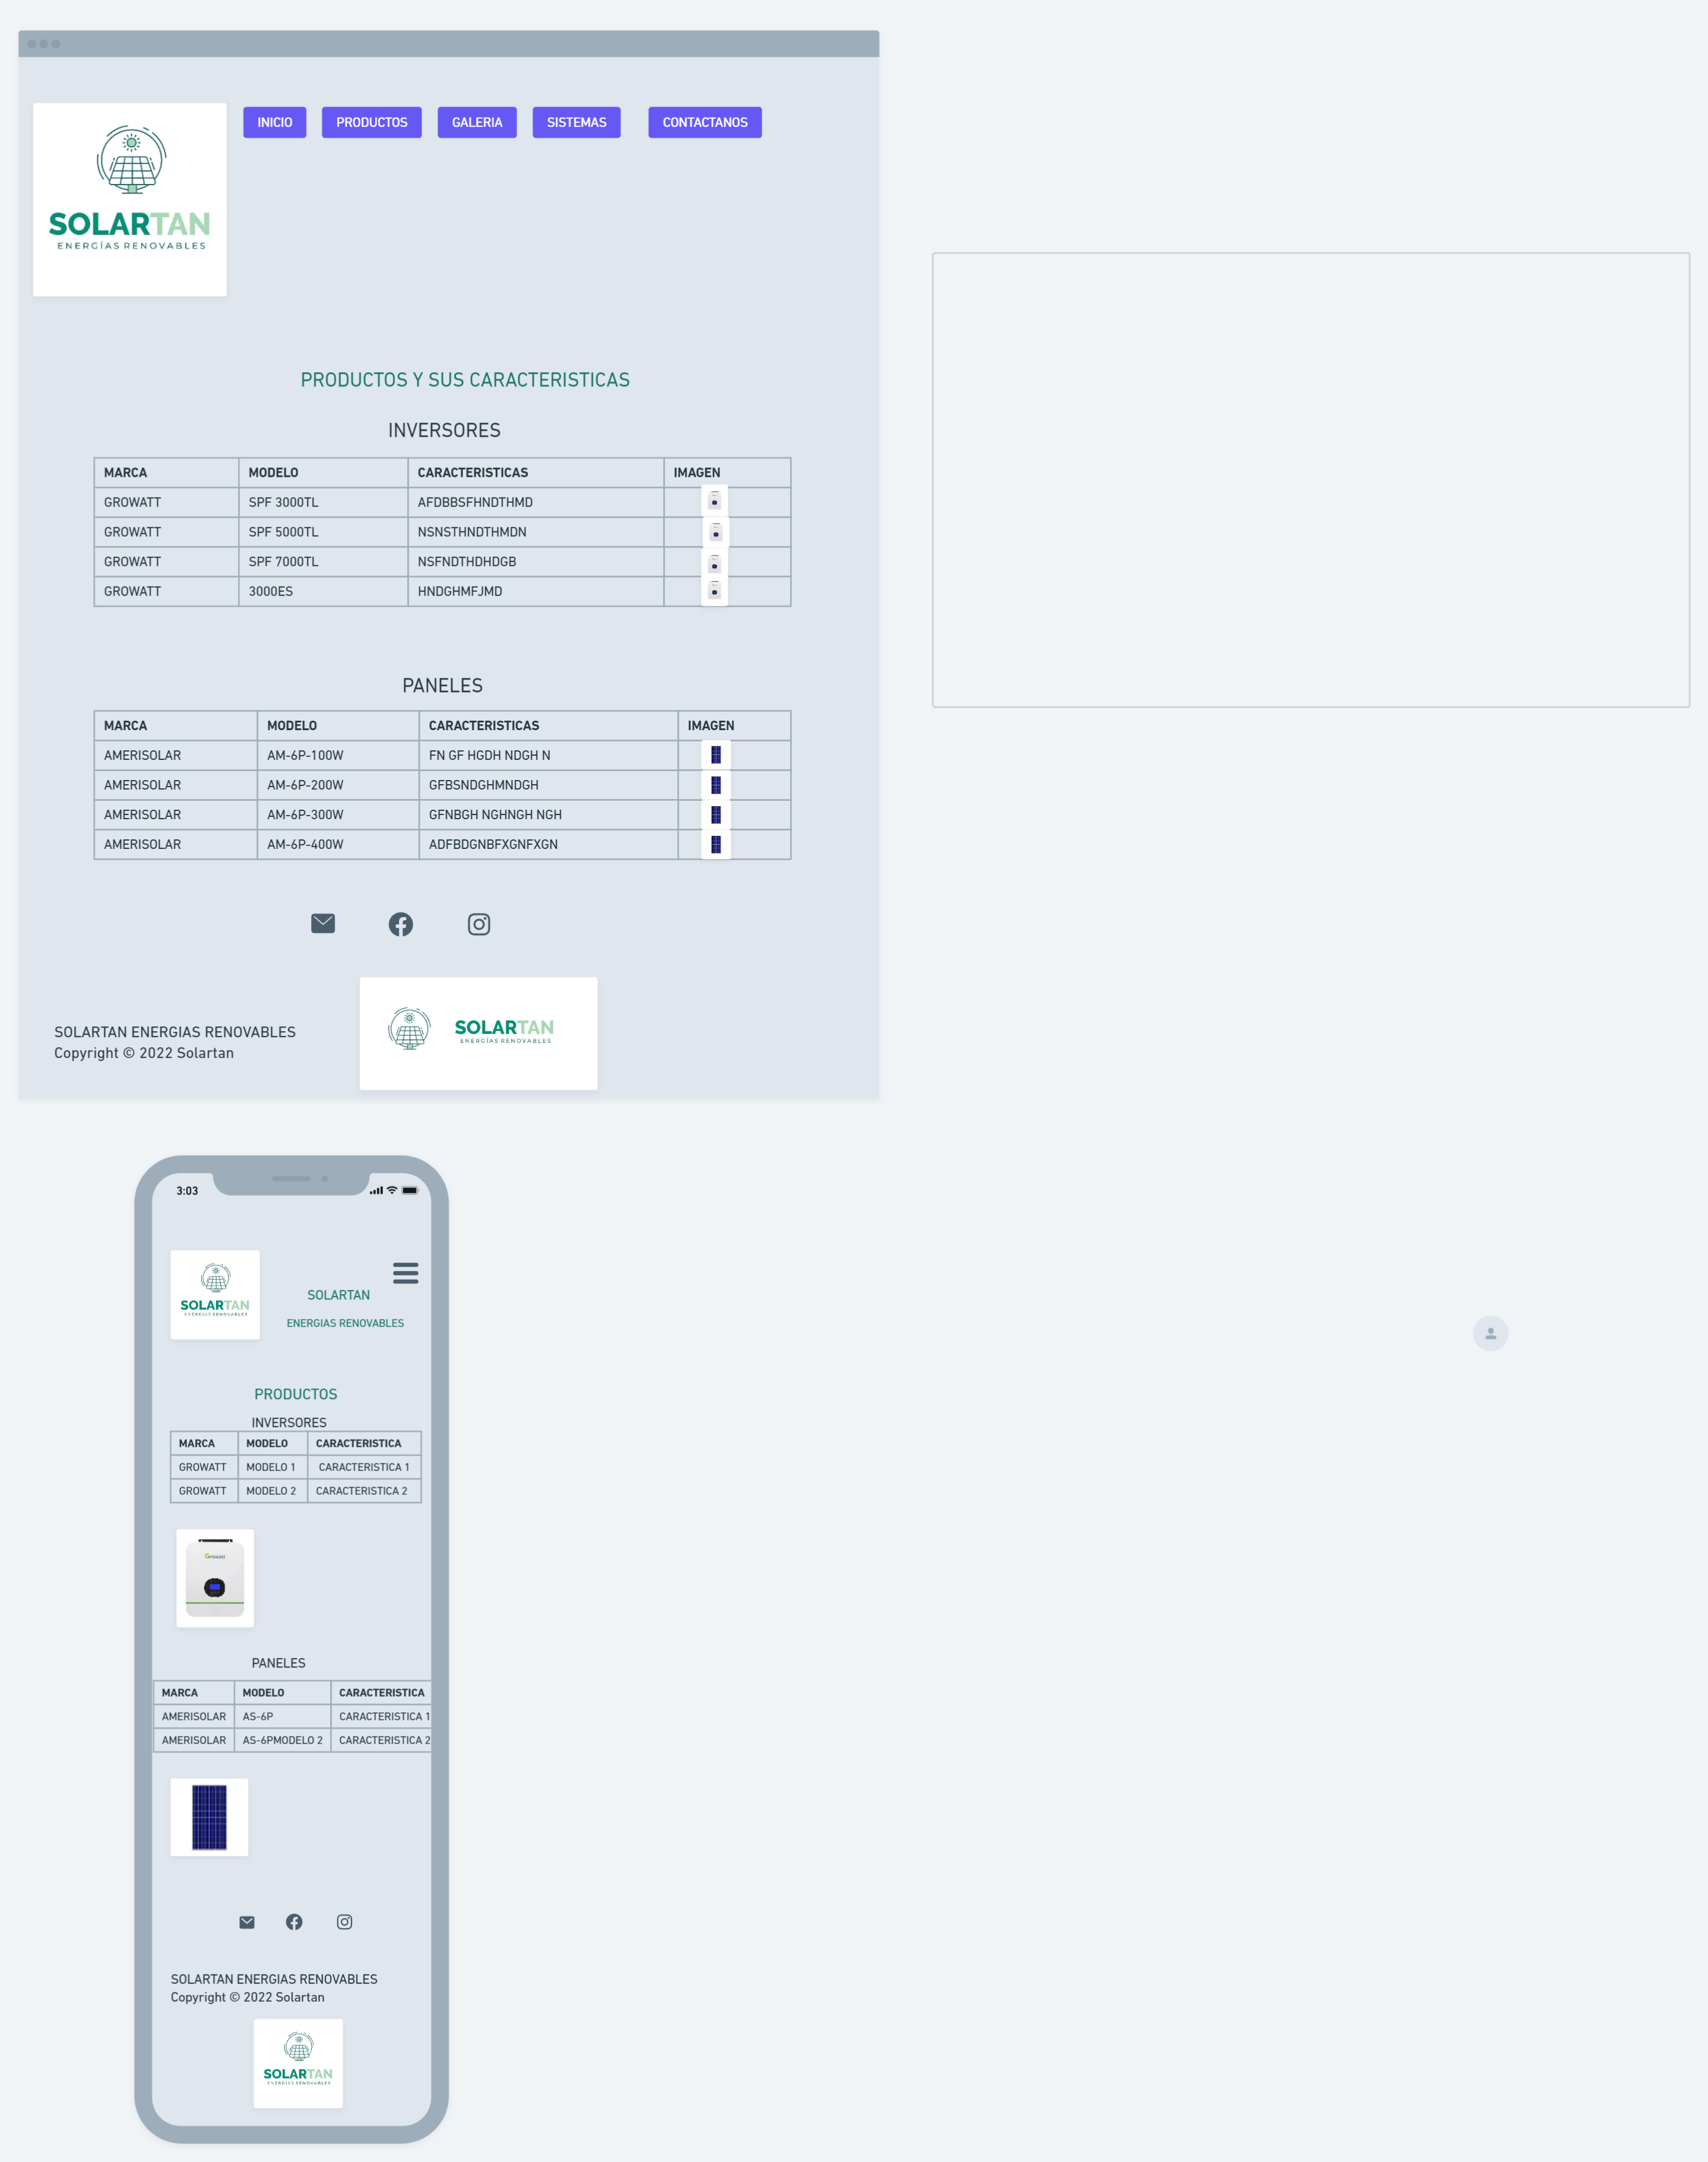 INICIO PRODUCTOS GALERIA SISTEMAS CONTACTANOS
SOLARTAN
ENERGÍAS RENOVABLES
PRODUCTOS Y SUS CARACTERISTICAS
INVERSORES
MARCA MODELO CARACTERISTICAS IMAGEN
GROWATT SPF 3000TL AFDBBSFHNDTHMD
GROWATT SPF 5000TL NSNSTHNDTHMDN
GROWATT SPF 7000TL NSFNDTHDHDGB
GROWATT 3000ES HNDGHMFJMD
PANELES
MARCA MODELO CARACTERISTICAS IMAGEN
AMERISOLAR AM-6P-100W FN GF HGDH NDGH N
AMERISOLAR AM-6P-200W GFBSNDGHMNDGH
AMERISOLAR AM-6P-300W GFNBGH NGHNGH NGH
AMERISOLAR AM-6P-400W ADFBDGNBFXGNFXGN
SOLARTAN
ENERGÍAS RENOVABLES
SOLARTAN ENERGIAS RENOVABLES
Copyright © 2022 Solartan
3:03
SOLARTAN
ENERGÍAS RENOVABLES
SOLARTAN
ENERGIAS RENOVABLES
PRODUCTOS
INVERSORES
MARCA MODELO CARACTERISTICA
GROWATT MODELO 1 CARACTERISTICA 1
GROWATT MODELO 2 CARACTERISTICA 2
Growatt
PANELES
MARCA MODELO CARACTERISTICA
AMERISOLAR AS-6P CARACTERISTICA 1
AMERISOLAR AS-6PMODELO 2 CARACTERISTICA 2
SOLARTAN ENERGIAS RENOVABLES
Copyright © 2022 Solartan
SOLARTAN
ENERGÍAS RENOVABLES